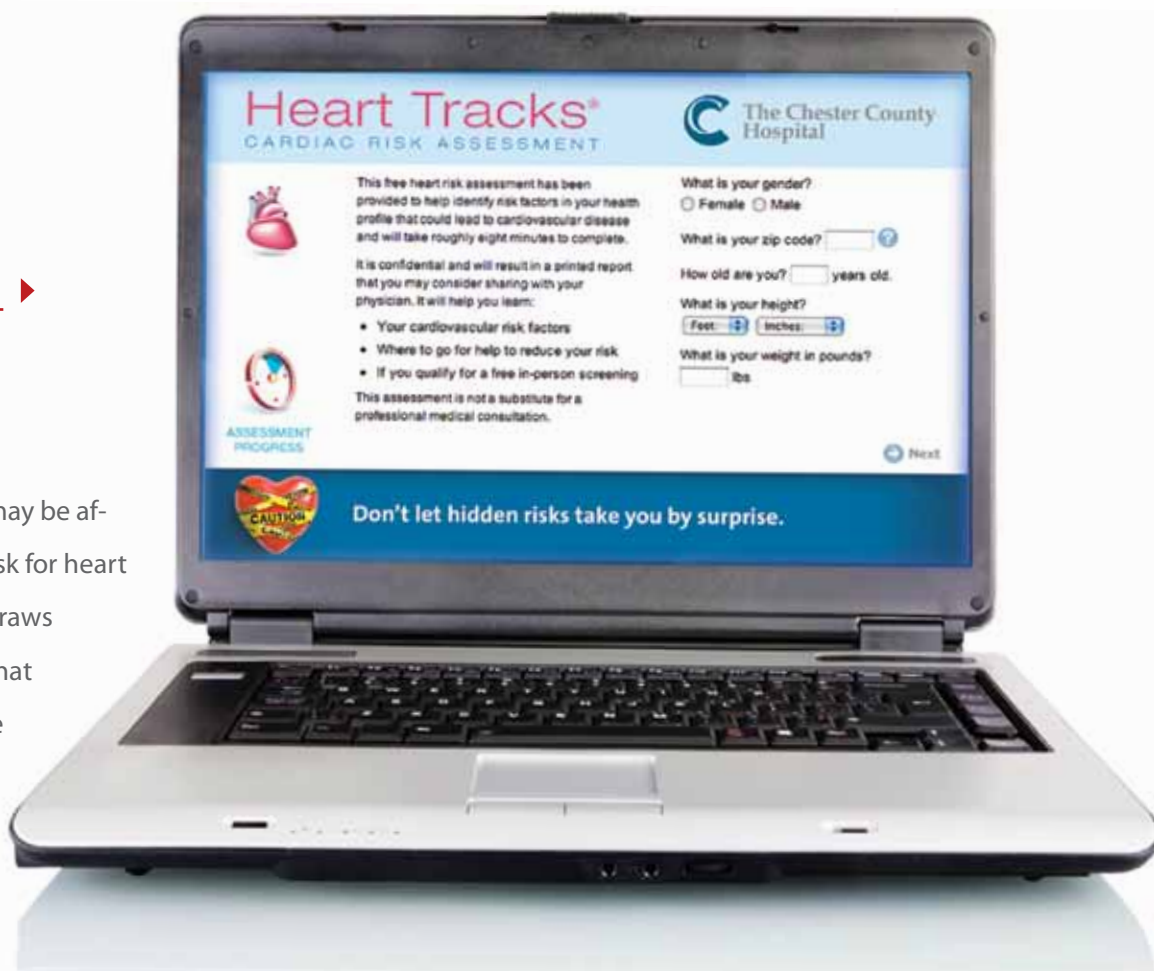 Heart Tracks®
CARDIAC RISK ASSESSMENT
The Chester County
Hospital
This free heart risk assessment has been
provided to help identify risk factors in your health
profile that could lead to cardiovascular disease
and will take roughly eight minutes to complete.
It is confidential and will result in a printed report
that you may consider sharing with your
physician. It will help you learn:
• Your cardiovascular risk factors
• Where to go for help to reduce your risk
• If you qualify for a free in-person screening
This assessment is not a substitute for a
professional medical consultation.
What is your gender?
Female Male
What is your zip code? ?
How old are you? years old.
What is your height?
Feet: Inches:
What is your weight in pounds?
lbs
ASSESSMENT
PROGRESS
Next
CAUTION
Don't let hidden risks take you by surprise.
may be af-
sk for heart
raws
hat
e